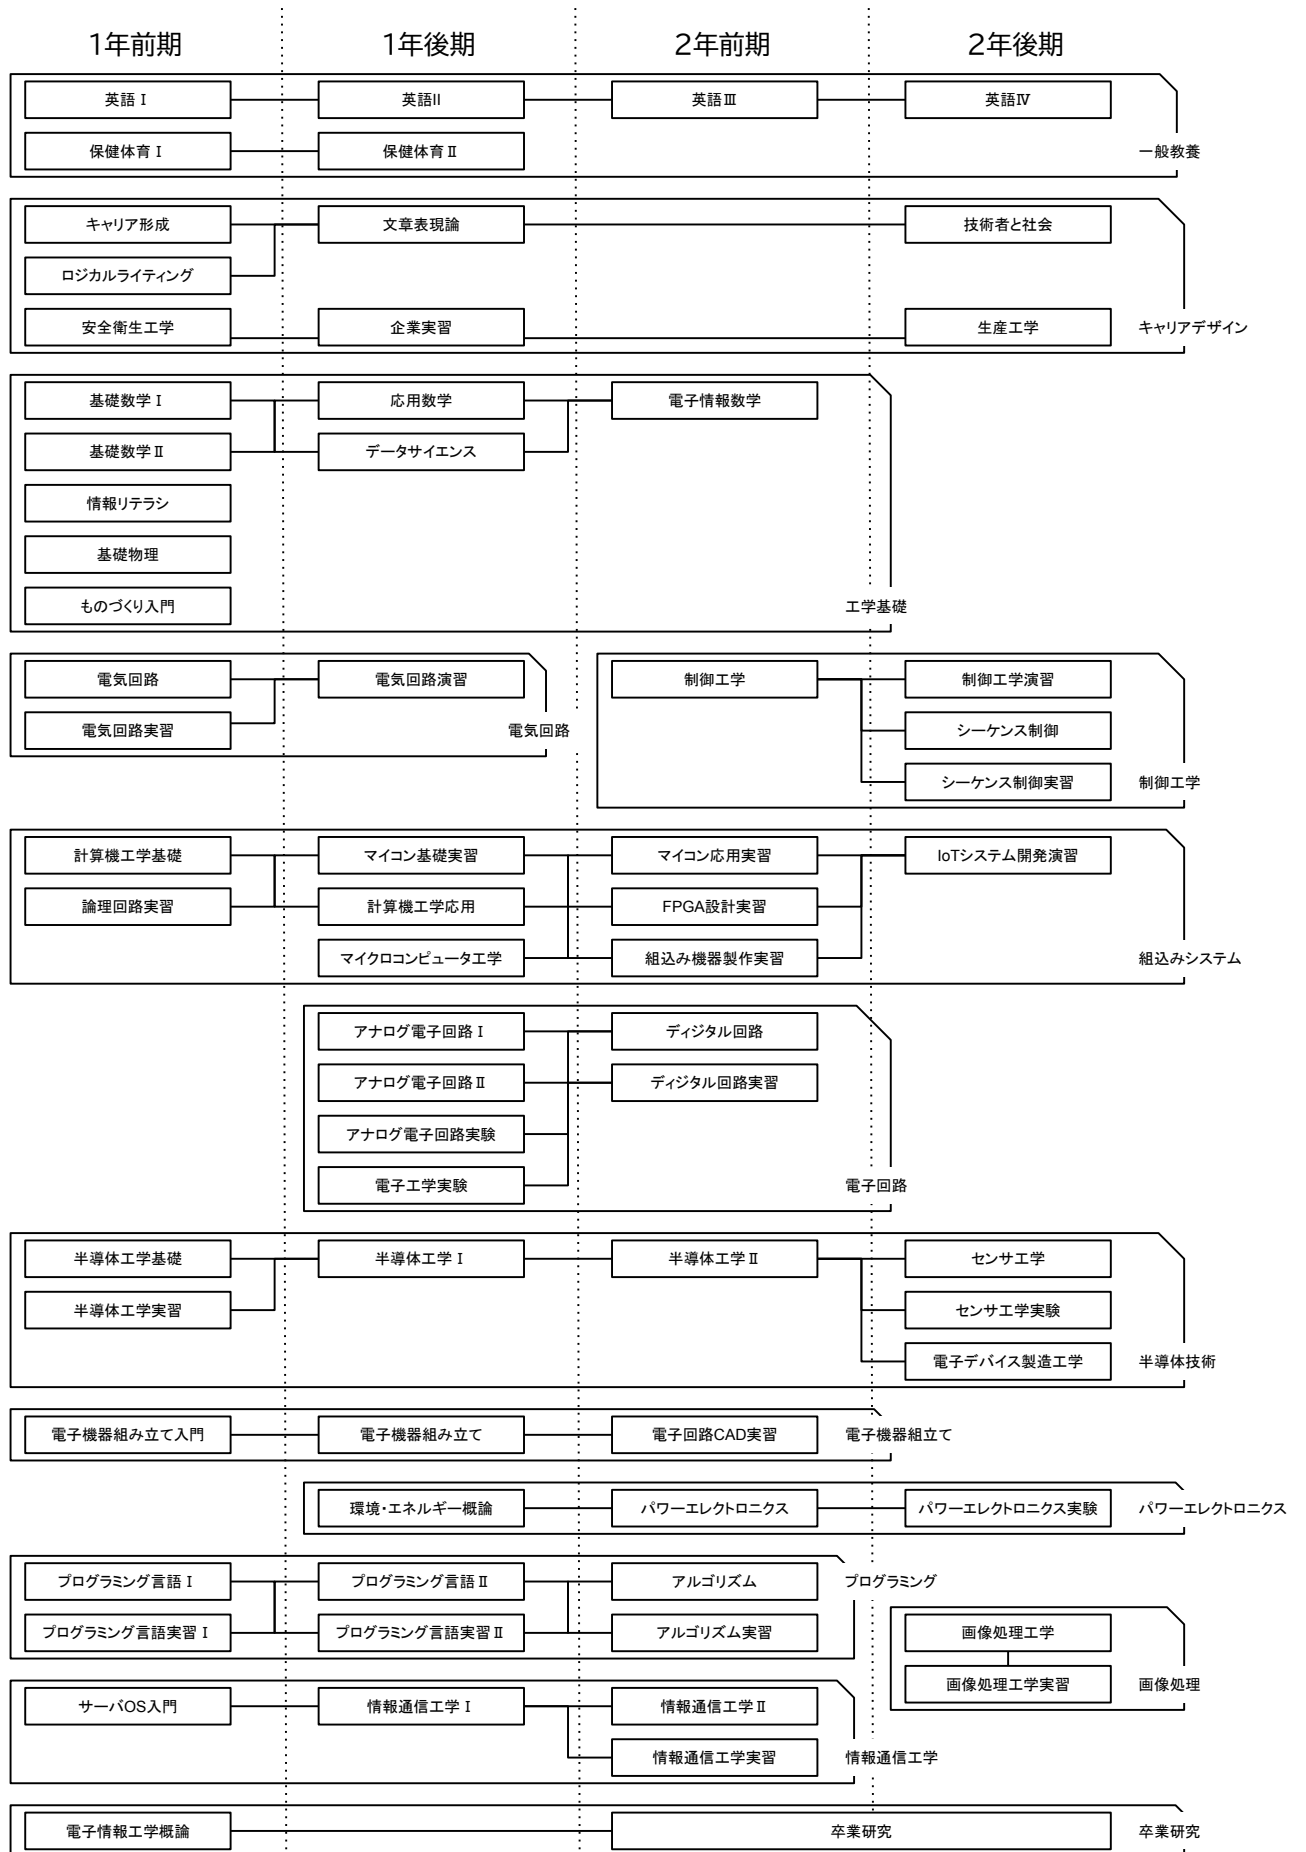 1年前期 1年後期 2年前期 2年後期
英語Ⅰ 英語II 英語Ⅲ 英語Ⅳ
保健体育Ⅰ 保健体育Ⅱ 一般教養
キャリア形成 文章表現論 技術者と社会
ロジカルライティング
安全衛生工学 企業実習 生産工学 キャリアデザイン
基礎数学Ⅰ 応用数学 電子情報数学
基礎数学Ⅱ データサイエンス
情報リテラシ
基礎物理
ものづくり入門 工学基礎
電気回路 電気回路演習 制御工学 制御工学演習
電気回路実習 電気回路 シーケンス制御
シーケンス制御実習 制御工学
計算機工学基礎 マイコン基礎実習 マイコン応用実習 IoTシステム開発演習
論理回路実習 計算機工学応用 FPGA設計実習
マイクロコンピュータ工学 組込み機器製作実習 組込みシステム
アナログ電子回路Ⅰ ディジタル回路
アナログ電子回路Ⅱ ディジタル回路実習
アナログ電子回路実験
電子工学実験 電子回路
半導体工学基礎 半導体工学Ⅰ 半導体工学Ⅱ センサ工学
半導体工学実習 センサ工学実験
電子デバイス製造工学 半導体技術
電子機器組み立て入門 電子機器組み立て 電子回路CAD実習 電子機器組立て
環境・エネルギー概論 パワーエレクトロニクス パワーエレクトロニクス実験 パワーエレクトロニクス
プログラミング言語Ⅰ プログラミング言語Ⅱ アルゴリズム プログラミング
プログラミング言語実習Ⅰ プログラミング言語実習Ⅱ アルゴリズム実習 画像処理工学
画像処理工学実習 画像処理
サーバOS入門 情報通信工学Ⅰ 情報通信工学Ⅱ
情報通信工学実習 情報通信工学
電子情報工学概論 卒業研究 卒業研究